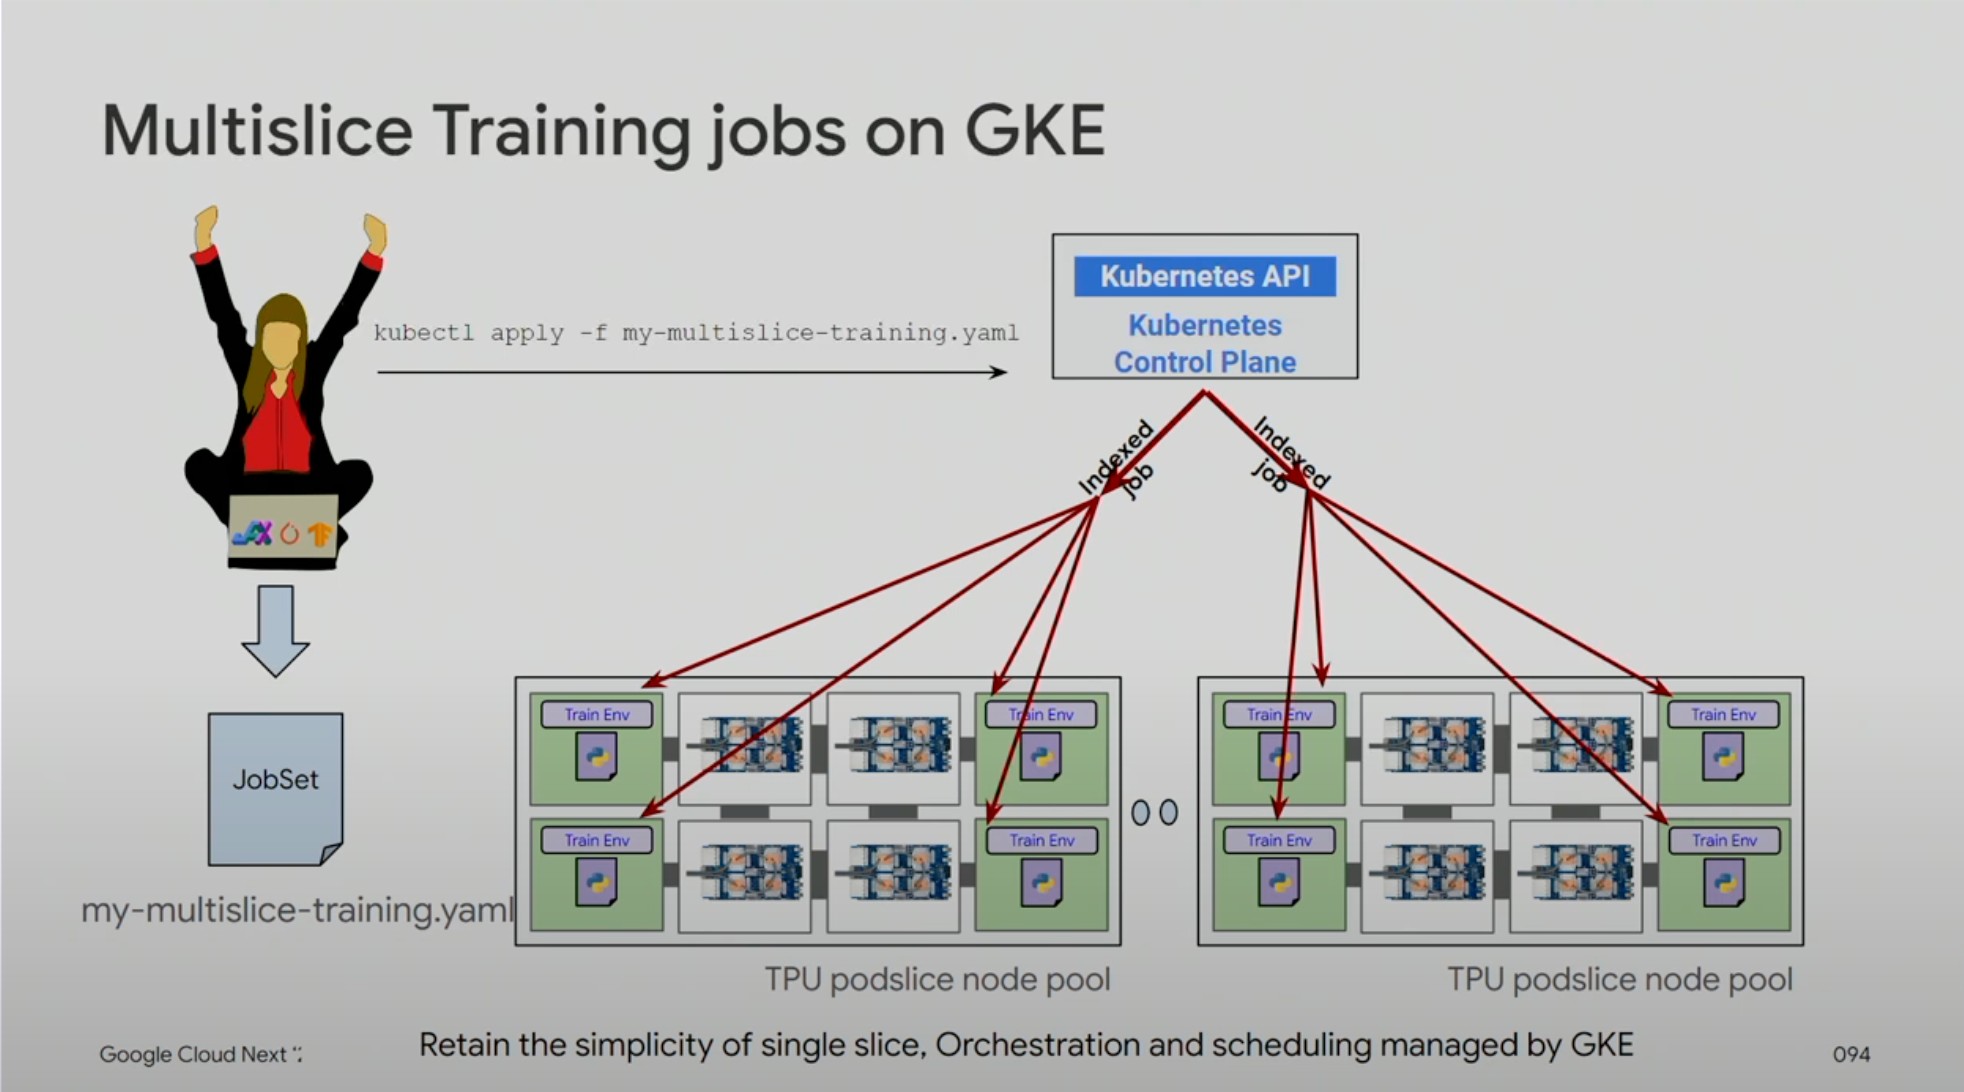 Multislice Training jobs on GKE
kubectl apply -f my-multislice-training.yaml
Kubernetes API
Kubernetes
Control Plane
Indexed
job
Indexed
job
JAX
JobSet
my-multislice-training.yaml
Train Env
Train Env
Train Env
Train Env
Train Env
Train Env
Train Env
Train Env
TPU podslice node pool
TPU podslice node pool
Google Cloud Next
Retain the simplicity of single slice, Orchestration and scheduling managed by GKE
094